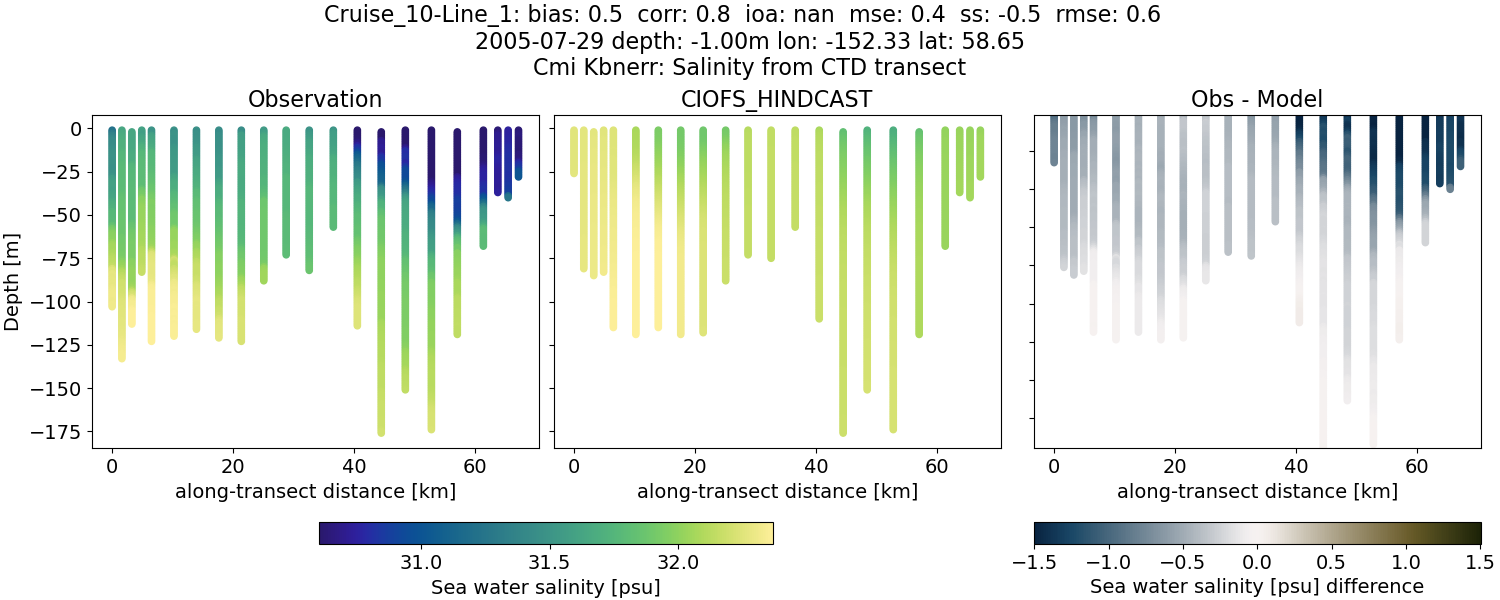 Cruise_10-Line_1: bias: 0.5  corr: 0.8  ioa: nan  mse: 0.4  ss: -0.5  rmse: 0.6
2005-07-29 depth: -1.00m lon: -152.33 lat: 58.65
Cmi Kbnerr: Salinity from CTD transect
Observation
CIOFS_HINDCAST
Obs - Model
Depth [m]
0
−25
−50
−75
−100
−125
−150
−175
0 20 40 60
0 20 40 60
0 20 40 60
along-transect distance [km]
along-transect distance [km]
along-transect distance [km]
31.0 31.5 32.0
Sea water salinity [psu]
−1.5 −1.0 −0.5 0.0 0.5 1.0 1.5
Sea water salinity [psu] difference